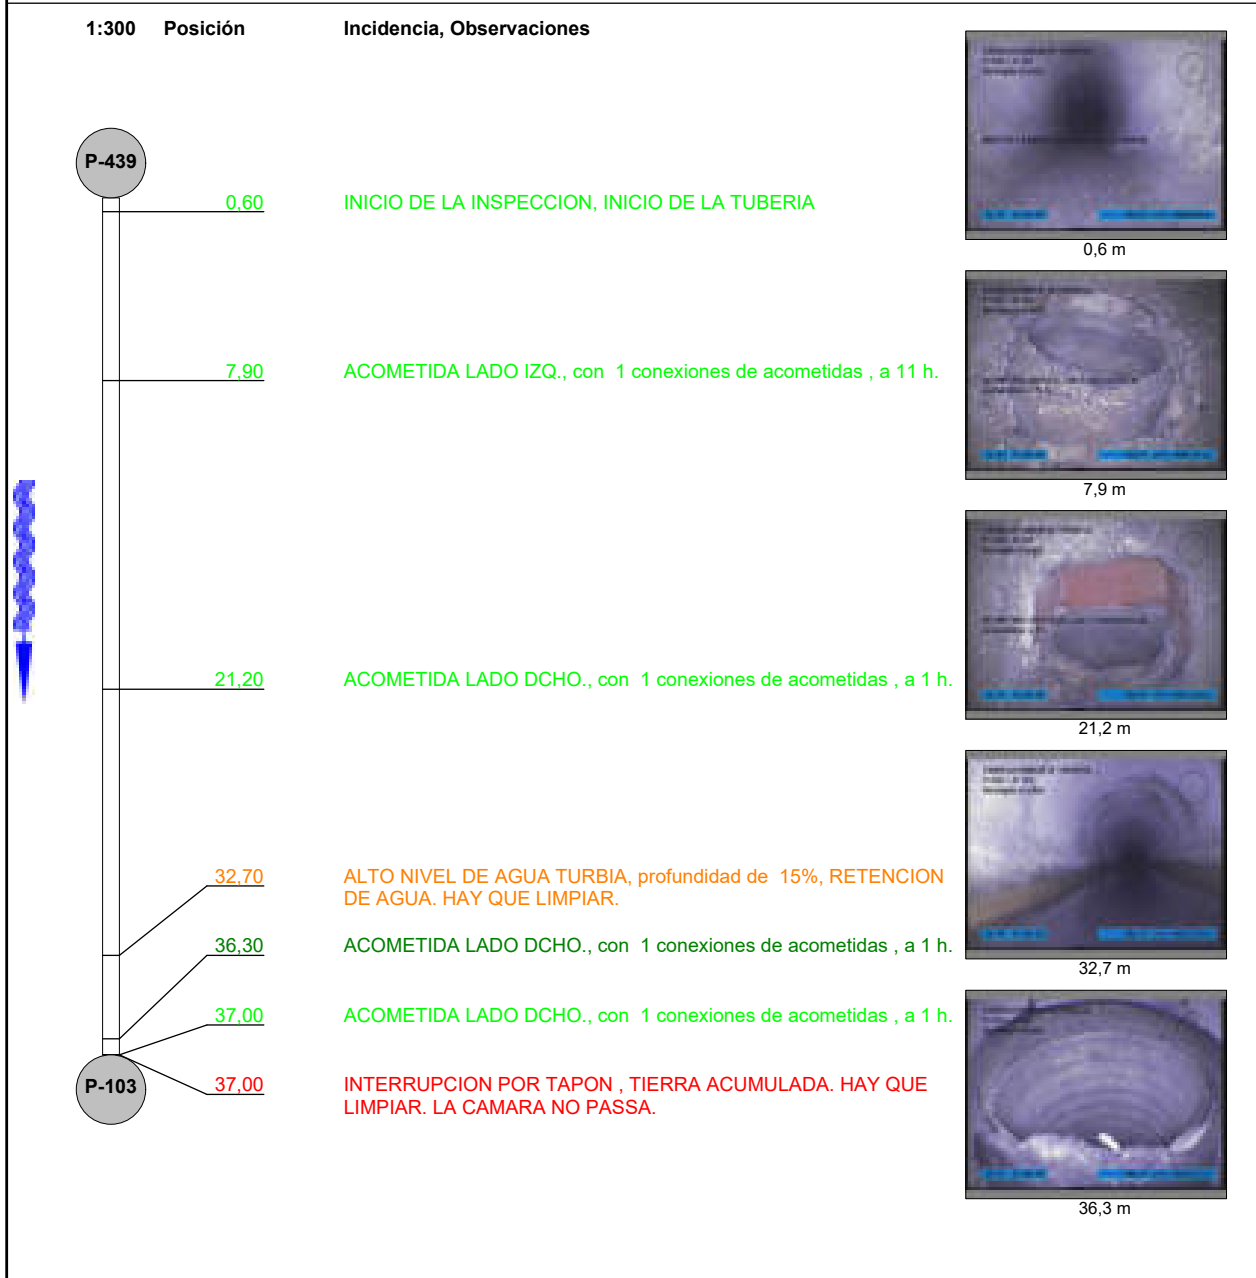 1:300 Posición Incidencia, Observaciones
P-439
0,60 INICIO DE LA INSPECCION, INICIO DE LA TUBERIA
0,6 m
7,90 ACOMETIDA LADO IZQ., con 1 conexiones de acometidas , a 11 h.
7,9 m
21,20 ACOMETIDA LADO DCHO., con 1 conexiones de acometidas , a 1 h.
21,2 m
32,70 ALTO NIVEL DE AGUA TURBIA, profundidad de 15%, RETENCION
DE AGUA. HAY QUE LIMPIAR.
36,30 ACOMETIDA LADO DCHO., con 1 conexiones de acometidas , a 1 h.
32,7 m
37,00 ACOMETIDA LADO DCHO., con 1 conexiones de acometidas , a 1 h.
P-103
37,00 INTERRUPCION POR TAPON , TIERRA ACUMULADA. HAY QUE
LIMPIAR. LA CAMARA NO PASSA.
36,3 m